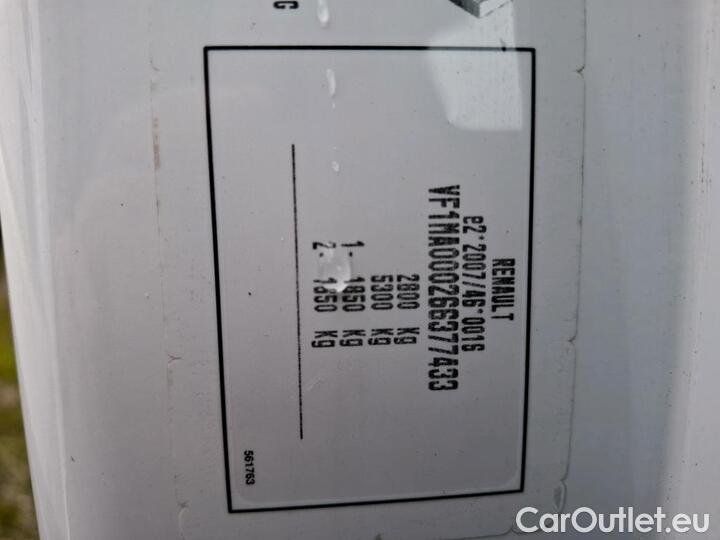 G
RENAULT
e2*2007/46*0016
VF1MA000266377433
2800 Kg
5300 Kg
1- 1850 Kg
2- 1850 Kg
561763
CarOutlet.eu